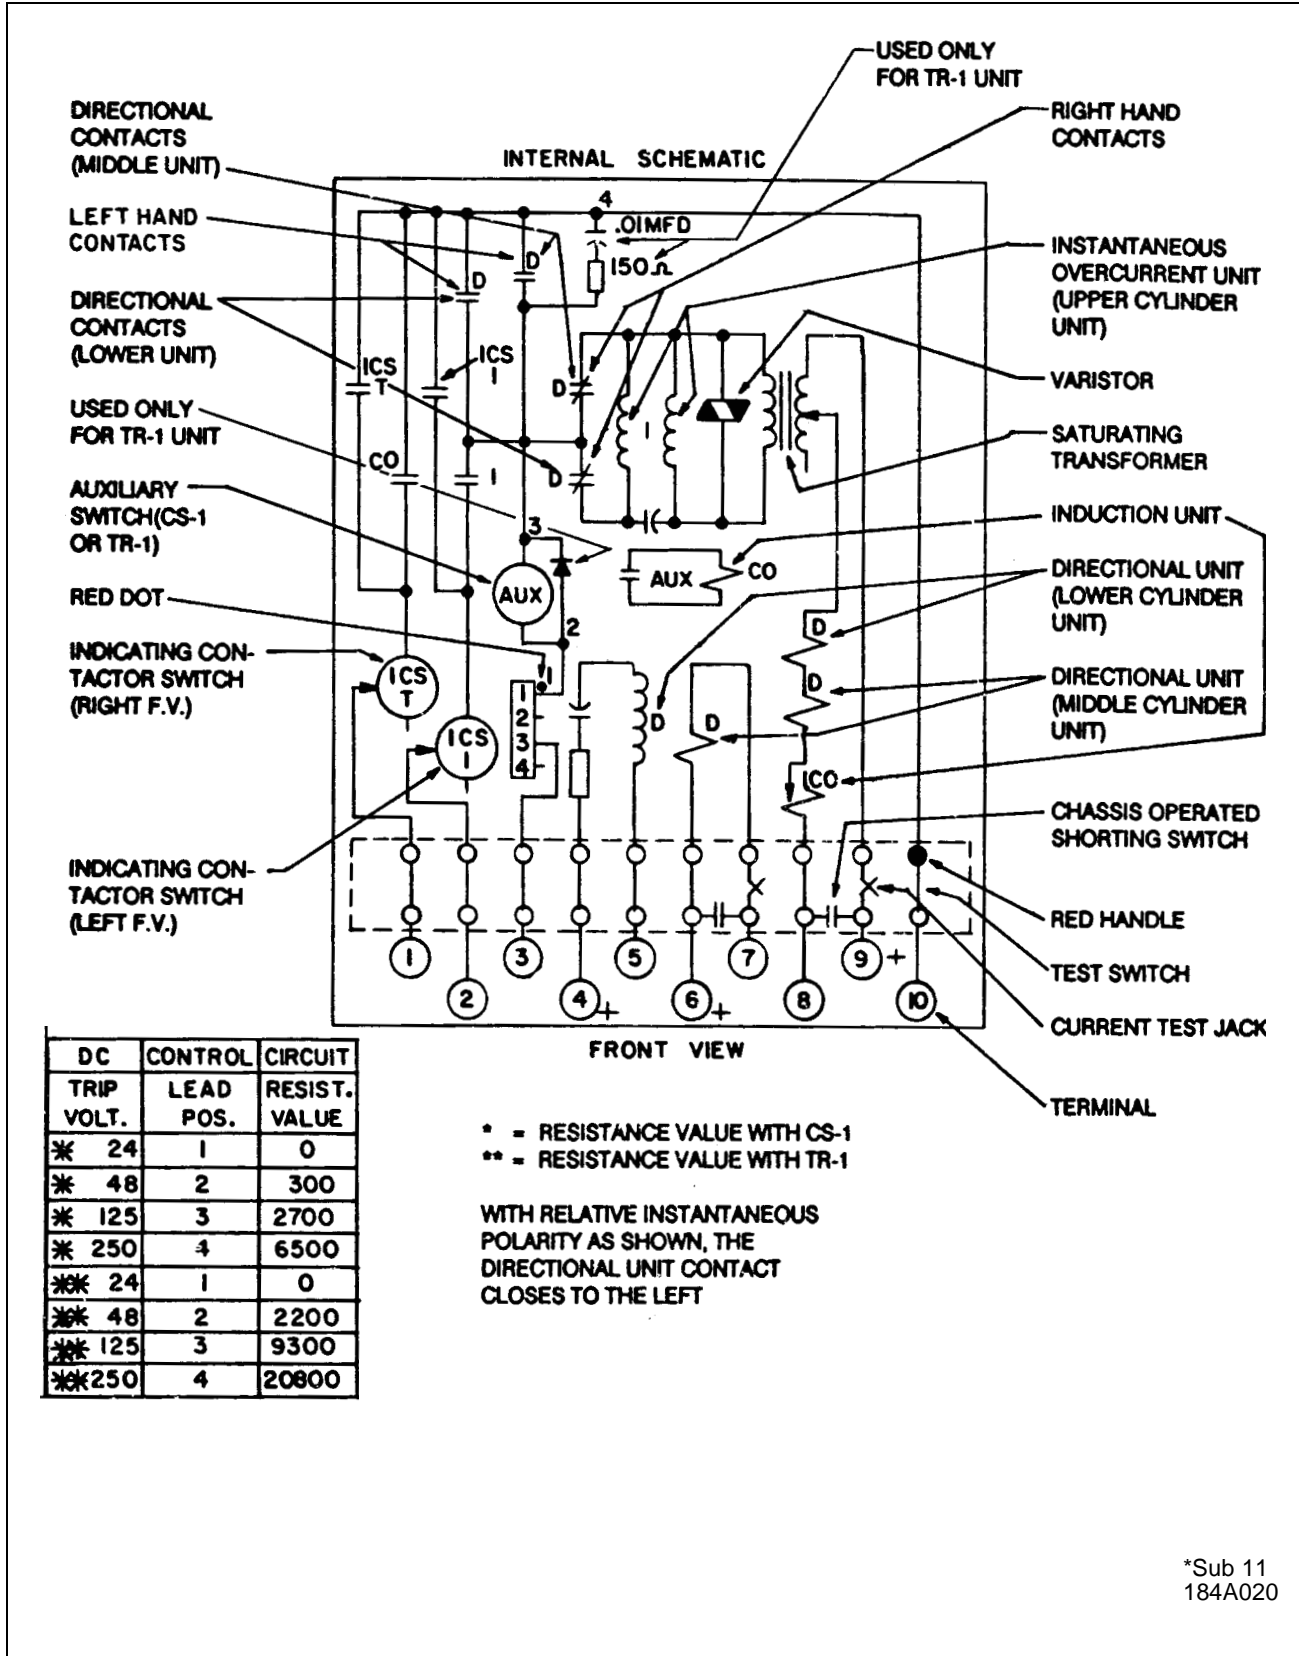 USED ONLY
FOR TR-1 UNIT
DIRECTIONAL
CONTACTS
(MIDDLE UNIT)
RIGHT HAND
CONTACTS
INTERNAL SCHEMATIC
LEFT HAND
CONTACTS
4
.01MFD
D
150Ω
INSTANTANEOUS
OVERCURRENT UNIT
(UPPER CYLINDER
UNIT)
D
DIRECTIONAL
CONTACTS
(LOWER UNIT)
ICS
T
ICS
I
D
VARISTOR
USED ONLY
FOR TR-1 UNIT
I
SATURATING
TRANSFORMER
CO
I
D
AUXILIARY
SWITCH(CS-1
OR TR-1)
3
INDUCTION UNIT
AUX
AUX
CO
DIRECTIONAL UNIT
(LOWER CYLINDER
UNIT)
RED DOT
2
D
INDICATING CON-
TACTOR SWITCH
(RIGHT F.V.)
ICS
T
1
1
2
3
4
D
D
D
DIRECTIONAL UNIT
(MIDDLE CYLINDER
UNIT)
ICS
I
CO
CHASSIS OPERATED
SHORTING SWITCH
INDICATING CON-
TACTOR SWITCH
(LEFT F.V.)
RED HANDLE
1
3
5
7
9 +
TEST SWITCH
2
4 +
6 +
8
10
CURRENT TEST JACK
FRONT VIEW
TERMINAL
DC CONTROL CIRCUIT
TRIP LEAD RESIST.
VOLT. POS. VALUE
* 24 1 0
* 48 2 300
* 125 3 2700
* 250 4 6500
** 24 1 0
** 48 2 2200
** 125 3 9300
** 250 4 20800
* = RESISTANCE VALUE WITH CS-1
** = RESISTANCE VALUE WITH TR-1
WITH RELATIVE INSTANTANEOUS
POLARITY AS SHOWN, THE
DIRECTIONAL UNIT CONTACT
CLOSES TO THE LEFT
*Sub 11
184A020